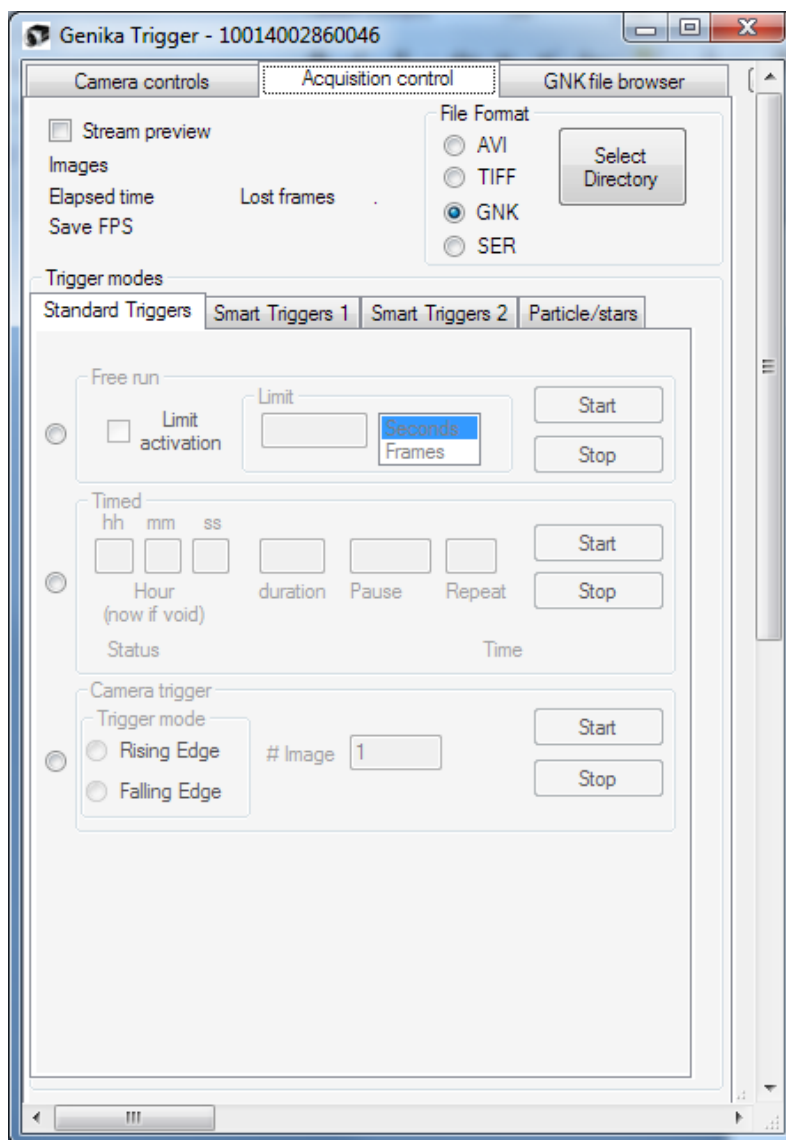 Genika Trigger - 10014002860046
Camera controls Acquisition control GNK file browser
Stream preview
Images
Elapsed time Lost frames .
Save FPS
File Format
AVI
TIFF
GNK
SER
Select
Directory
Trigger modes
Standard Triggers Smart Triggers 1 Smart Triggers 2 Particle/stars
Free run
Limit
activation
Limit
Seconds
Frames
Start
Stop
Timed
hh mm ss
Hour
(now if void)
duration Pause Repeat
Start
Stop
Status Time
Camera trigger
Trigger mode
Rising Edge
Falling Edge
# Image 1
Start
Stop